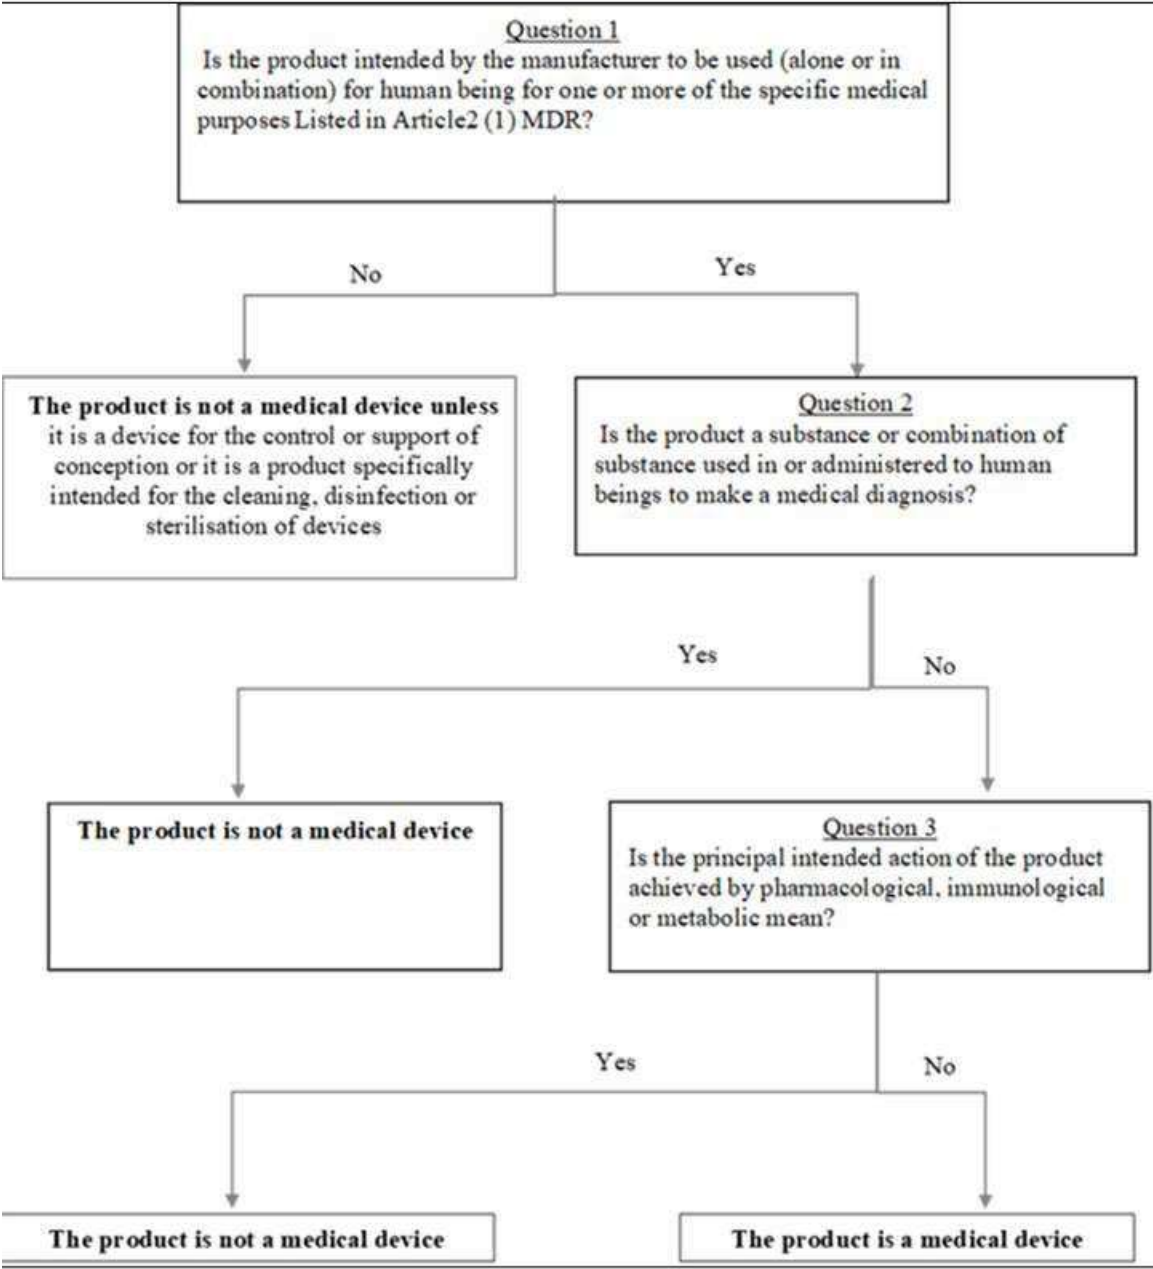 Question 1
Is the product intended by the manufacturer to be used (alone or in
combination) for human being for one or more of the specific medical
purposes Listed in Article2 (1) MDR?
No
Yes
The product is not a medical device unless
it is a device for the control or support of
conception or it is a product specifically
intended for the cleaning, disinfection or
sterilisation of devices
Question 2
Is the product a substance or combination of
substance used in or administered to human
beings to make a medical diagnosis?
Yes
No
The product is not a medical device
Question 3
Is the principal intended action of the product
achieved by pharmacological, immunological
or metabolic mean?
Yes
No
The product is not a medical device
The product is a medical device